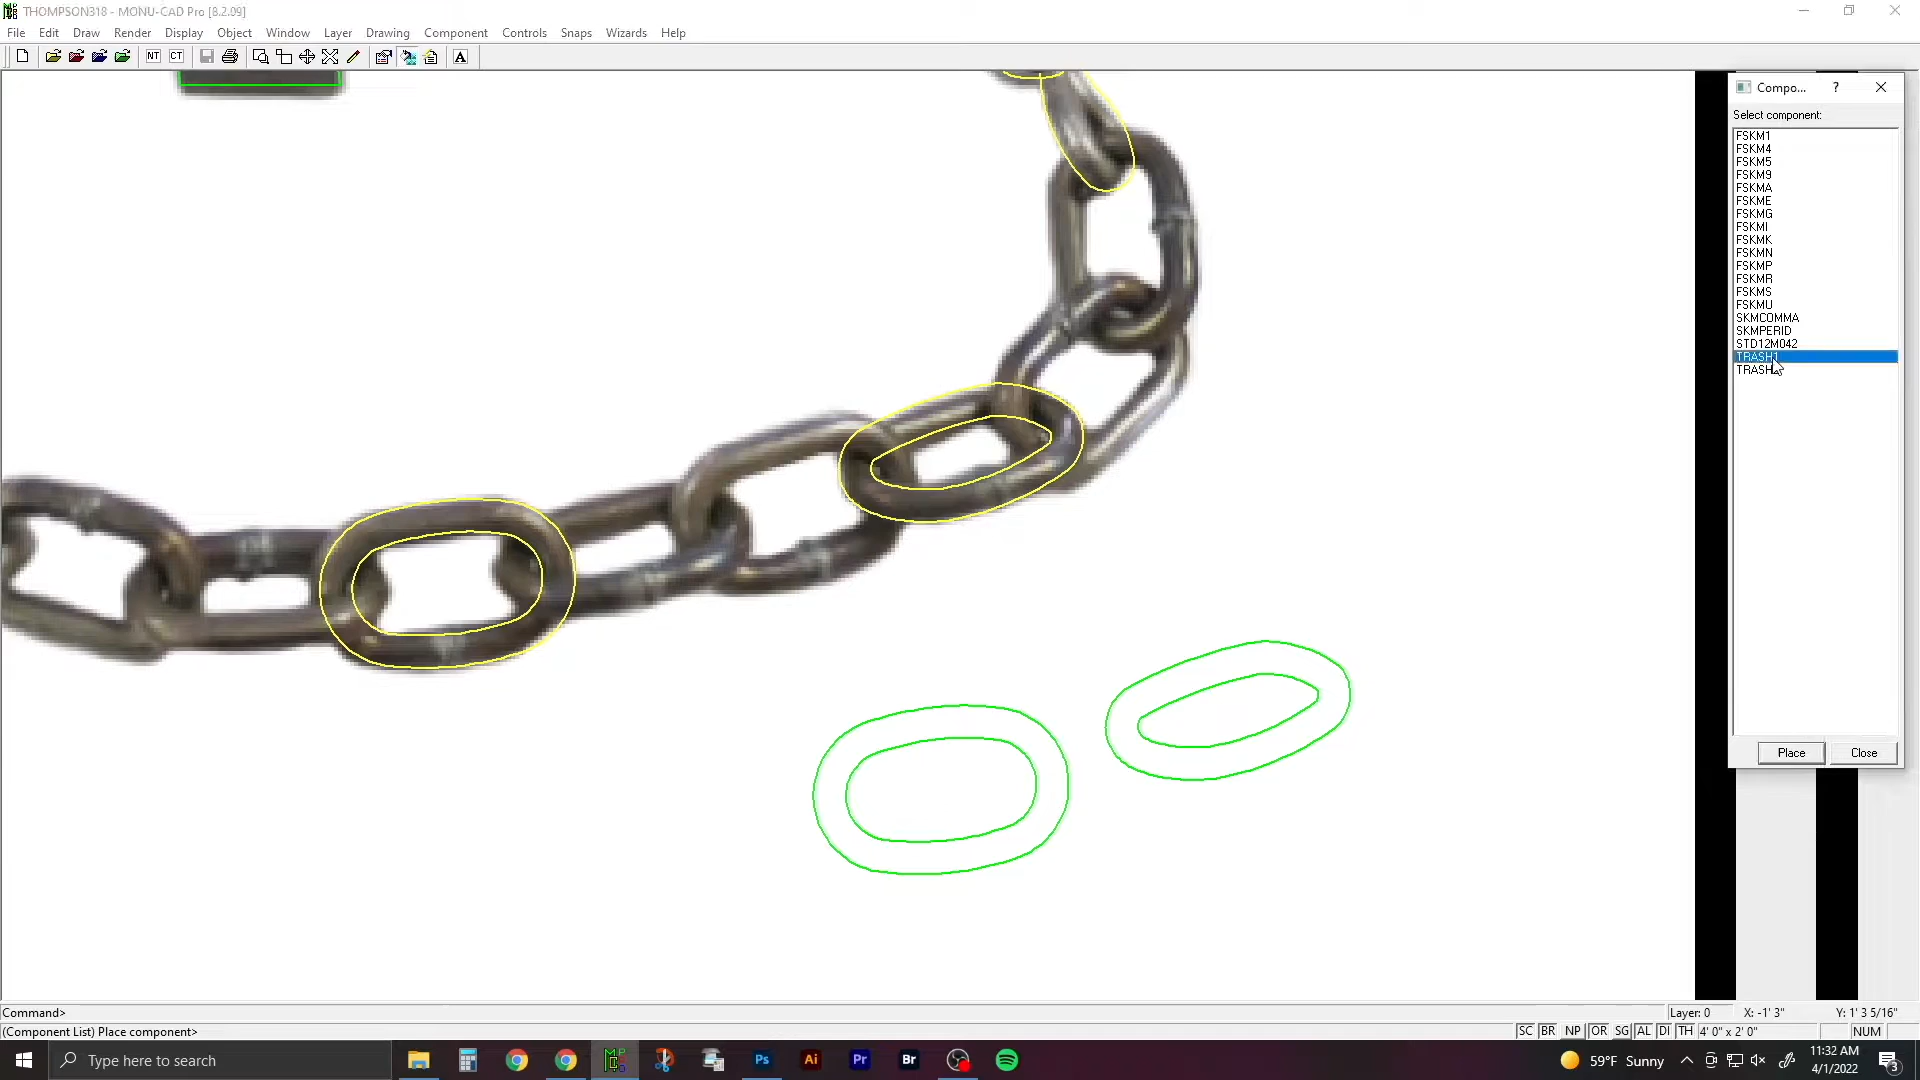 THOMPSON318 - MONU-CAD Pro [8.2.09]
File Edit Draw Render Display Object Window Layer Drawing Component Controls Snaps Wizards Help
NT CT A
Compo... ?
Select component:
FSKM1
FSKM4
FSKM5
FSKM9
FSKMA
FSKME
FSKMG
FSKMI
FSKMK
FSKMN
FSKMP
FSKMR
FSKMS
FSKMU
SKMCOMMA
SKMPERID
STD12M042
TRASH1
TRASH
Place Close
Command>
Layer: 0 X: -1' 3" Y: 1' 3 5/16"
(Component List) Place component>
SC BR NP OR SG AL DI TH 4' 0" x 2' 0" NUM
Type here to search
Ps Ai Pr Br
59°F Sunny
11:32 AM
4/1/2022
3